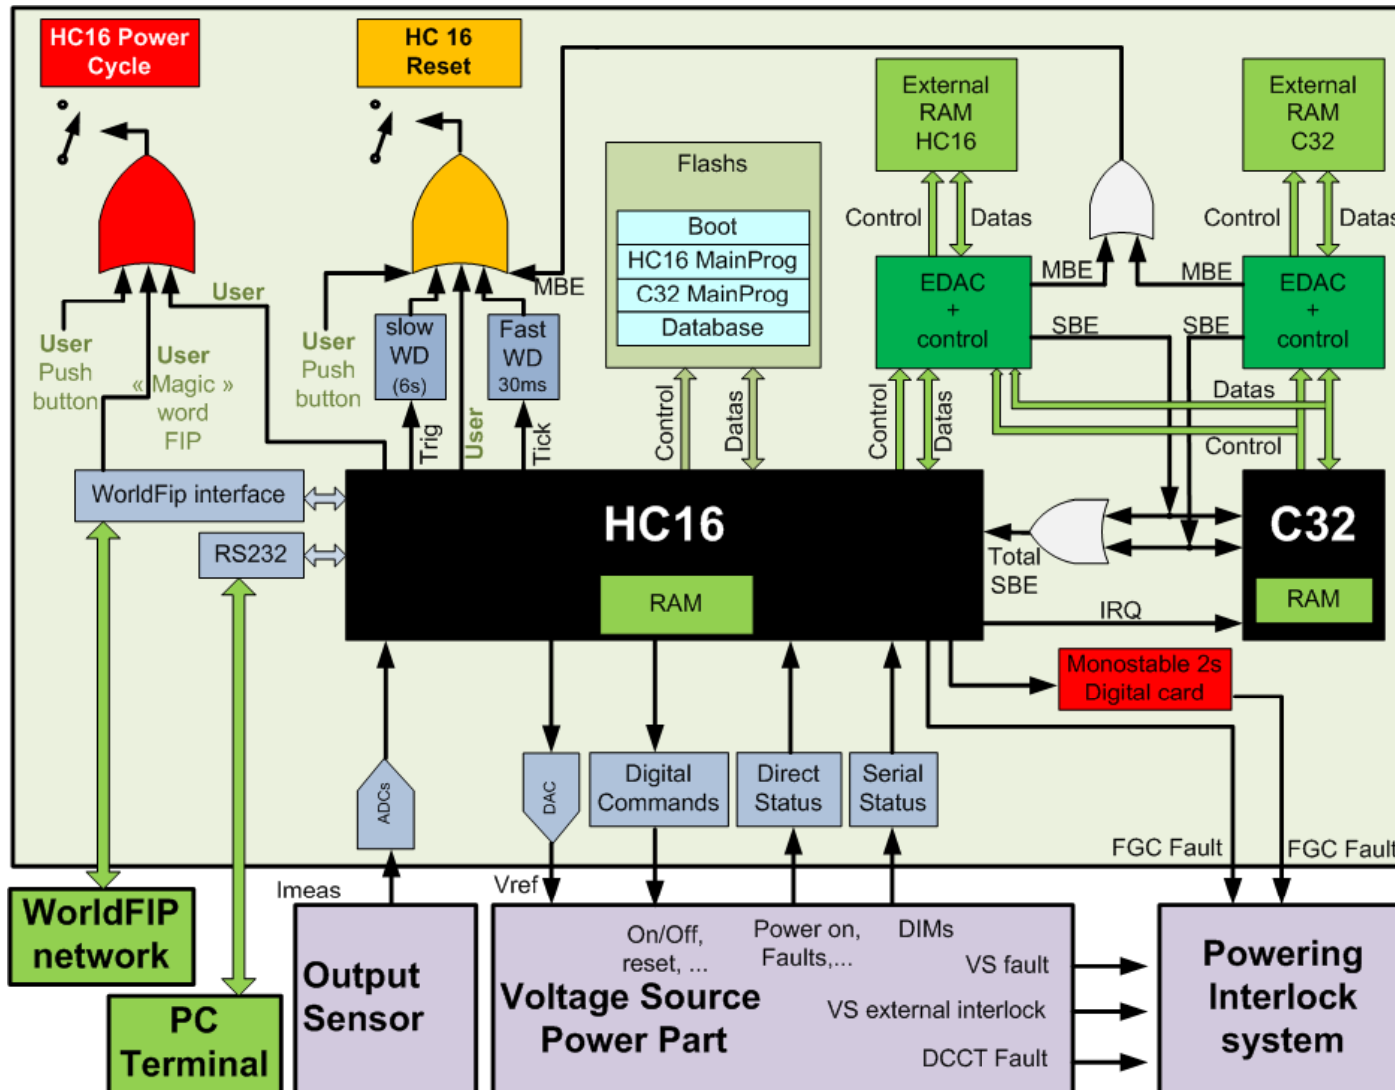 HC16 Power
Cycle
HC 16
Reset
External
RAM
HC16
External
RAM
C32
Flashs
Boot
HC16 MainProg
C32 MainProg
Database
Control
Datas
Control
Datas
MBE
MBE
MBE
EDAC
+
control
EDAC
+
control
SBE
SBE
User
User
Push
button
User
« Magic »
word
FIP
User
Push
button
slow
WD
(6s)
Fast
WD
30ms
Trig
User
Tick
Control
Datas
Control
Datas
Datas
Control
WorldFip interface
RS232
HC16
RAM
Total
SBE
C32
RAM
IRQ
Monostable 2s
Digital card
ADCs
DAC
Digital
Commands
Direct
Status
Serial
Status
FGC Fault
FGC Fault
Imeas
Vref
WorldFIP
network
PC
Terminal
Output
Sensor
On/Off,
reset, ...
Power on,
Faults,...
DIMs
Voltage Source
Power Part
VS fault
VS external interlock
DCCT Fault
Powering
Interlock
system